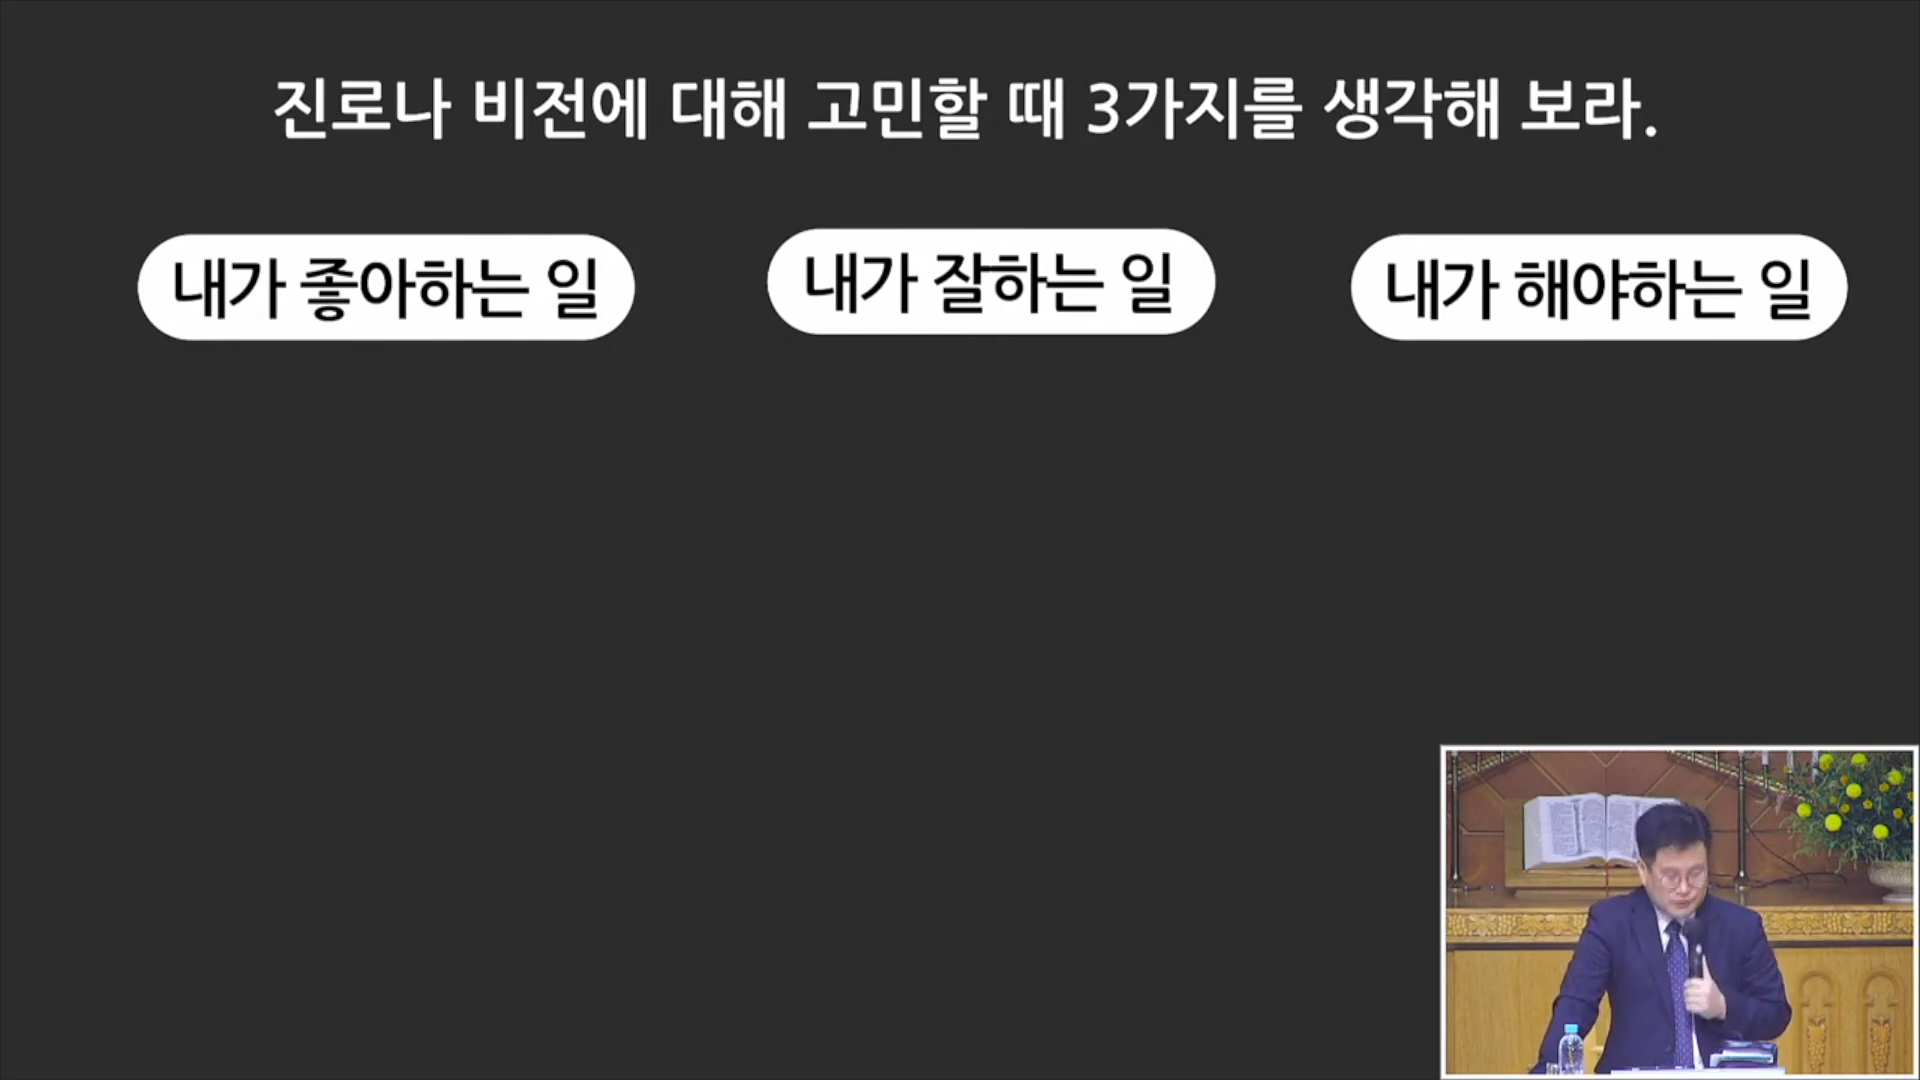 진로나 비전에 대해 고민할 때 3가지를 생각해 보라.
내가 좋아하는 일
내가 잘하는 일
내가 해야하는 일